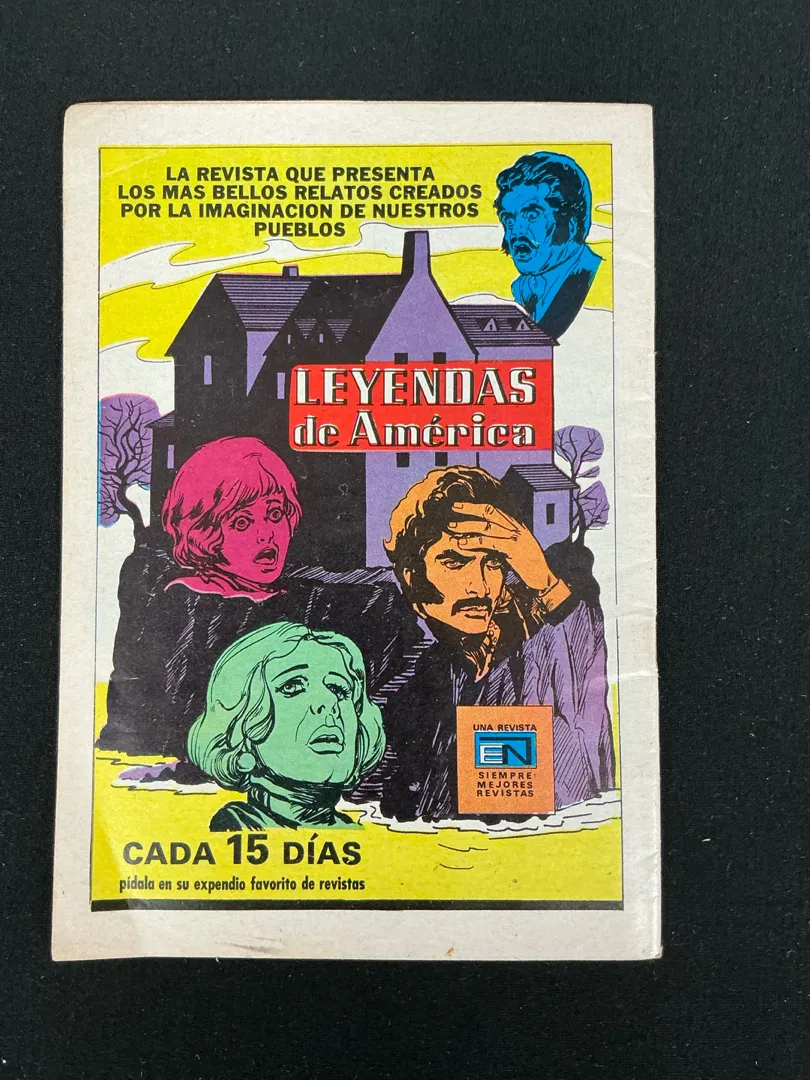 LA REVISTA QUE PRESENTA
LOS MAS BELLOS RELATOS CREADOS
POR LA IMAGINACION DE NUESTROS
PUEBLOS
LEYENDAS
de América
UNA REVISTA
EN
SIEMPRE
MEJORES
REVISTAS
CADA 15 DÍAS
pídala en su expendio favorito de revistas